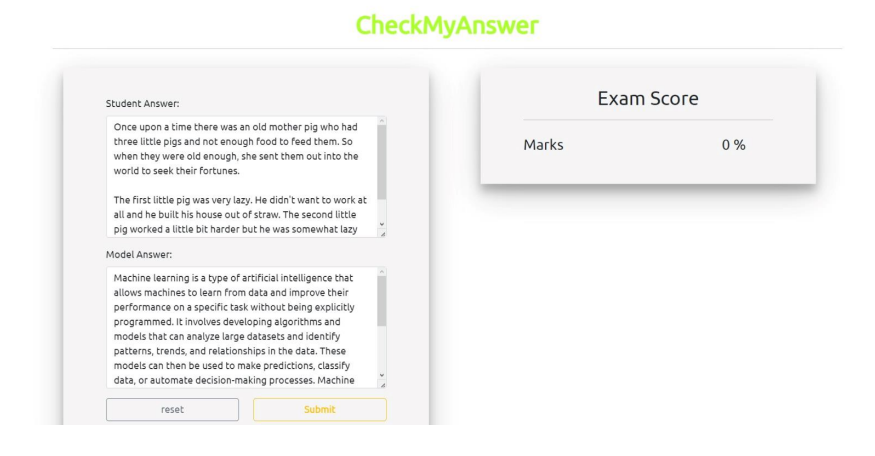 CheckMyAnswer
Student Answer:
Once upon a time there was an old mother pig who had
three little pigs and not enough food to feed them. So
when they were old enough, she sent them out into the
world to seek their fortunes.
The first little pig was very lazy. He didn't want to work at
all and he built his house out of straw. The second little
pig worked a little bit harder but he was somewhat lazy
Model Answer:
Machine learning is a type of artificial intelligence that
allows machines to learn from data and improve their
performance on a specific task without being explicitly
programmed. It involves developing algorithms and
models that can analyze large datasets and identify
patterns, trends, and relationships in the data. These
models can then be used to make predictions, classify
data, or automate decision-making processes. Machine
reset Submit
Exam Score
Marks 0 %